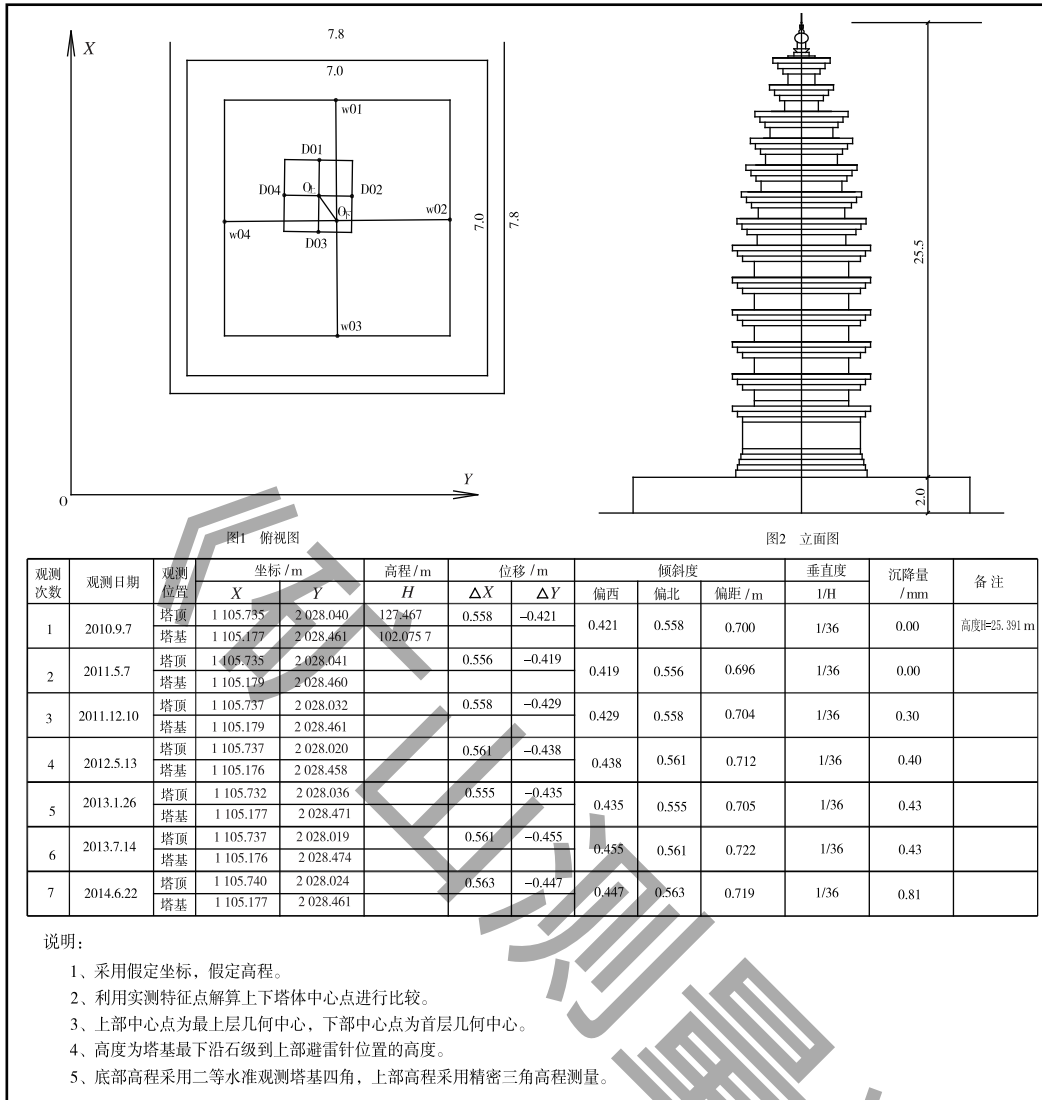 X
7.8
7.0
w01
D01
D04
O上
D02
O下
w02
w04
D03
w03
7.0
7.8
Y
O
25.5
2.0
图1 俯视图
图2 立面图
观测次数 观测日期 观测位置 坐标/m 高程/m 位移/m 倾斜度 垂直度 沉降量/mm 备注
X Y H △X △Y 偏西 偏北 偏距/m 1/H
1 2010.9.7 塔顶 1 105.735 2 028.040 127.467 0.558 -0.421 0.421 0.558 0.700 1/36 0.00 高度H=25.391 m
塔基 1 105.177 2 028.461 102.075 7
2 2011.5.7 塔顶 1 105.735 2 028.041 0.556 -0.419 0.419 0.556 0.696 1/36 0.00
塔基 1 105.179 2 028.460
3 2011.12.10 塔顶 1 105.737 2 028.032 0.558 -0.429 0.429 0.558 0.704 1/36 0.30
塔基 1 105.179 2 028.461
4 2012.5.13 塔顶 1 105.737 2 028.020 0.561 -0.438 0.438 0.561 0.712 1/36 0.40
塔基 1 105.176 2 028.458
5 2013.1.26 塔顶 1 105.732 2 028.036 0.555 -0.435 0.435 0.555 0.705 1/36 0.43
塔基 1 105.177 2 028.471
6 2013.7.14 塔顶 1 105.737 2 028.019 0.561 -0.455 0.455 0.561 0.722 1/36 0.43
塔基 1 105.176 2 028.474
7 2014.6.22 塔顶 1 105.740 2 028.024 0.563 -0.447 0.447 0.563 0.719 1/36 0.81
塔基 1 105.177 2 028.461
说明：
1、采用假定坐标，假定高程。
2、利用实测特征点解算上下塔体中心点进行比较。
3、上部中心点为最上层几何中心，下部中心点为首层几何中心。
4、高度为塔基最下沿石级到上部避雷针位置的高度。
5、底部高程采用二等水准观测塔基四角，上部高程采用精密三角高程测量。
《矿山测量